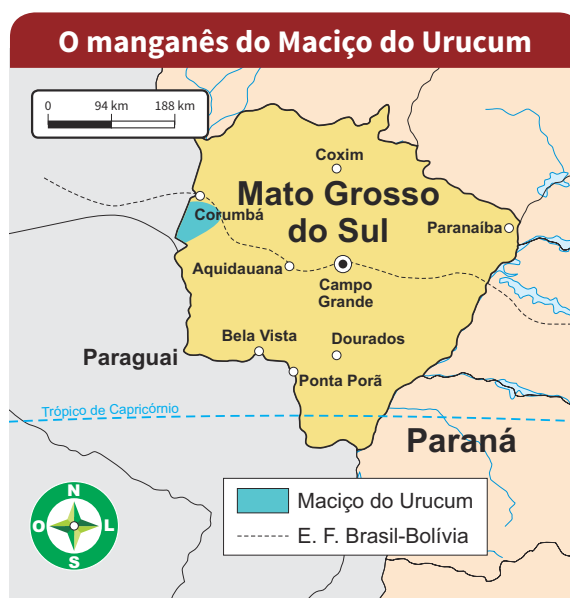 O manganês do Maciço do Urucum
0 94 km 188 km
Coxim
Mato Grosso
do Sul
Corumbá
Paranaíba
Aquidauana
Campo
Grande
Bela Vista
Dourados
Paraguai
Ponta Porã
Trópico de Capricórnio
Paraná
Maciço do Urucum
E. F. Brasil-Bolívia
N
O
L
S